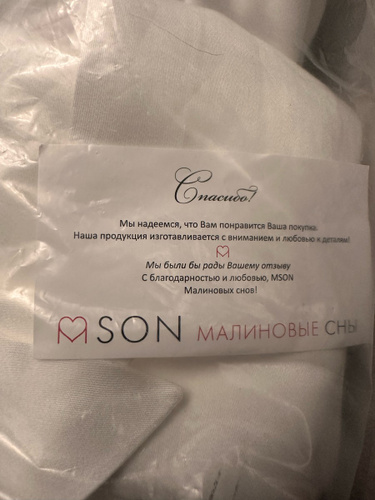 Спасибо!
Мы надеемся, что Вам понравится Ваша покупка.
Наша продукция изготавливается с вниманием и любовью к деталям!
Мы были бы рады Вашему отзыву
С благодарностью и любовью, MSON
Малиновых снов!
MSON МАЛИНОВЫЕ СНЫ